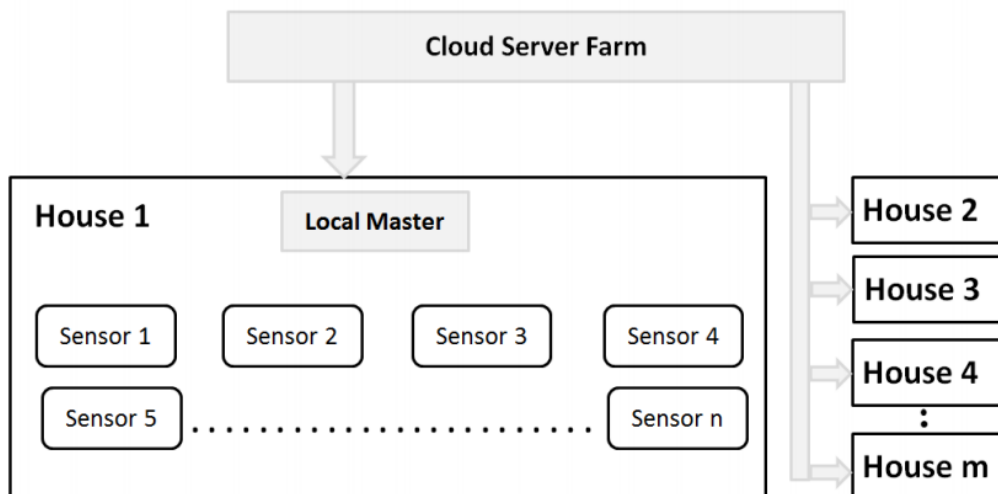 Cloud Server Farm
House 1
Local Master
House 2
House 3
House 4
House m
Sensor 1
Sensor 2
Sensor 3
Sensor 4
Sensor 5
Sensor n